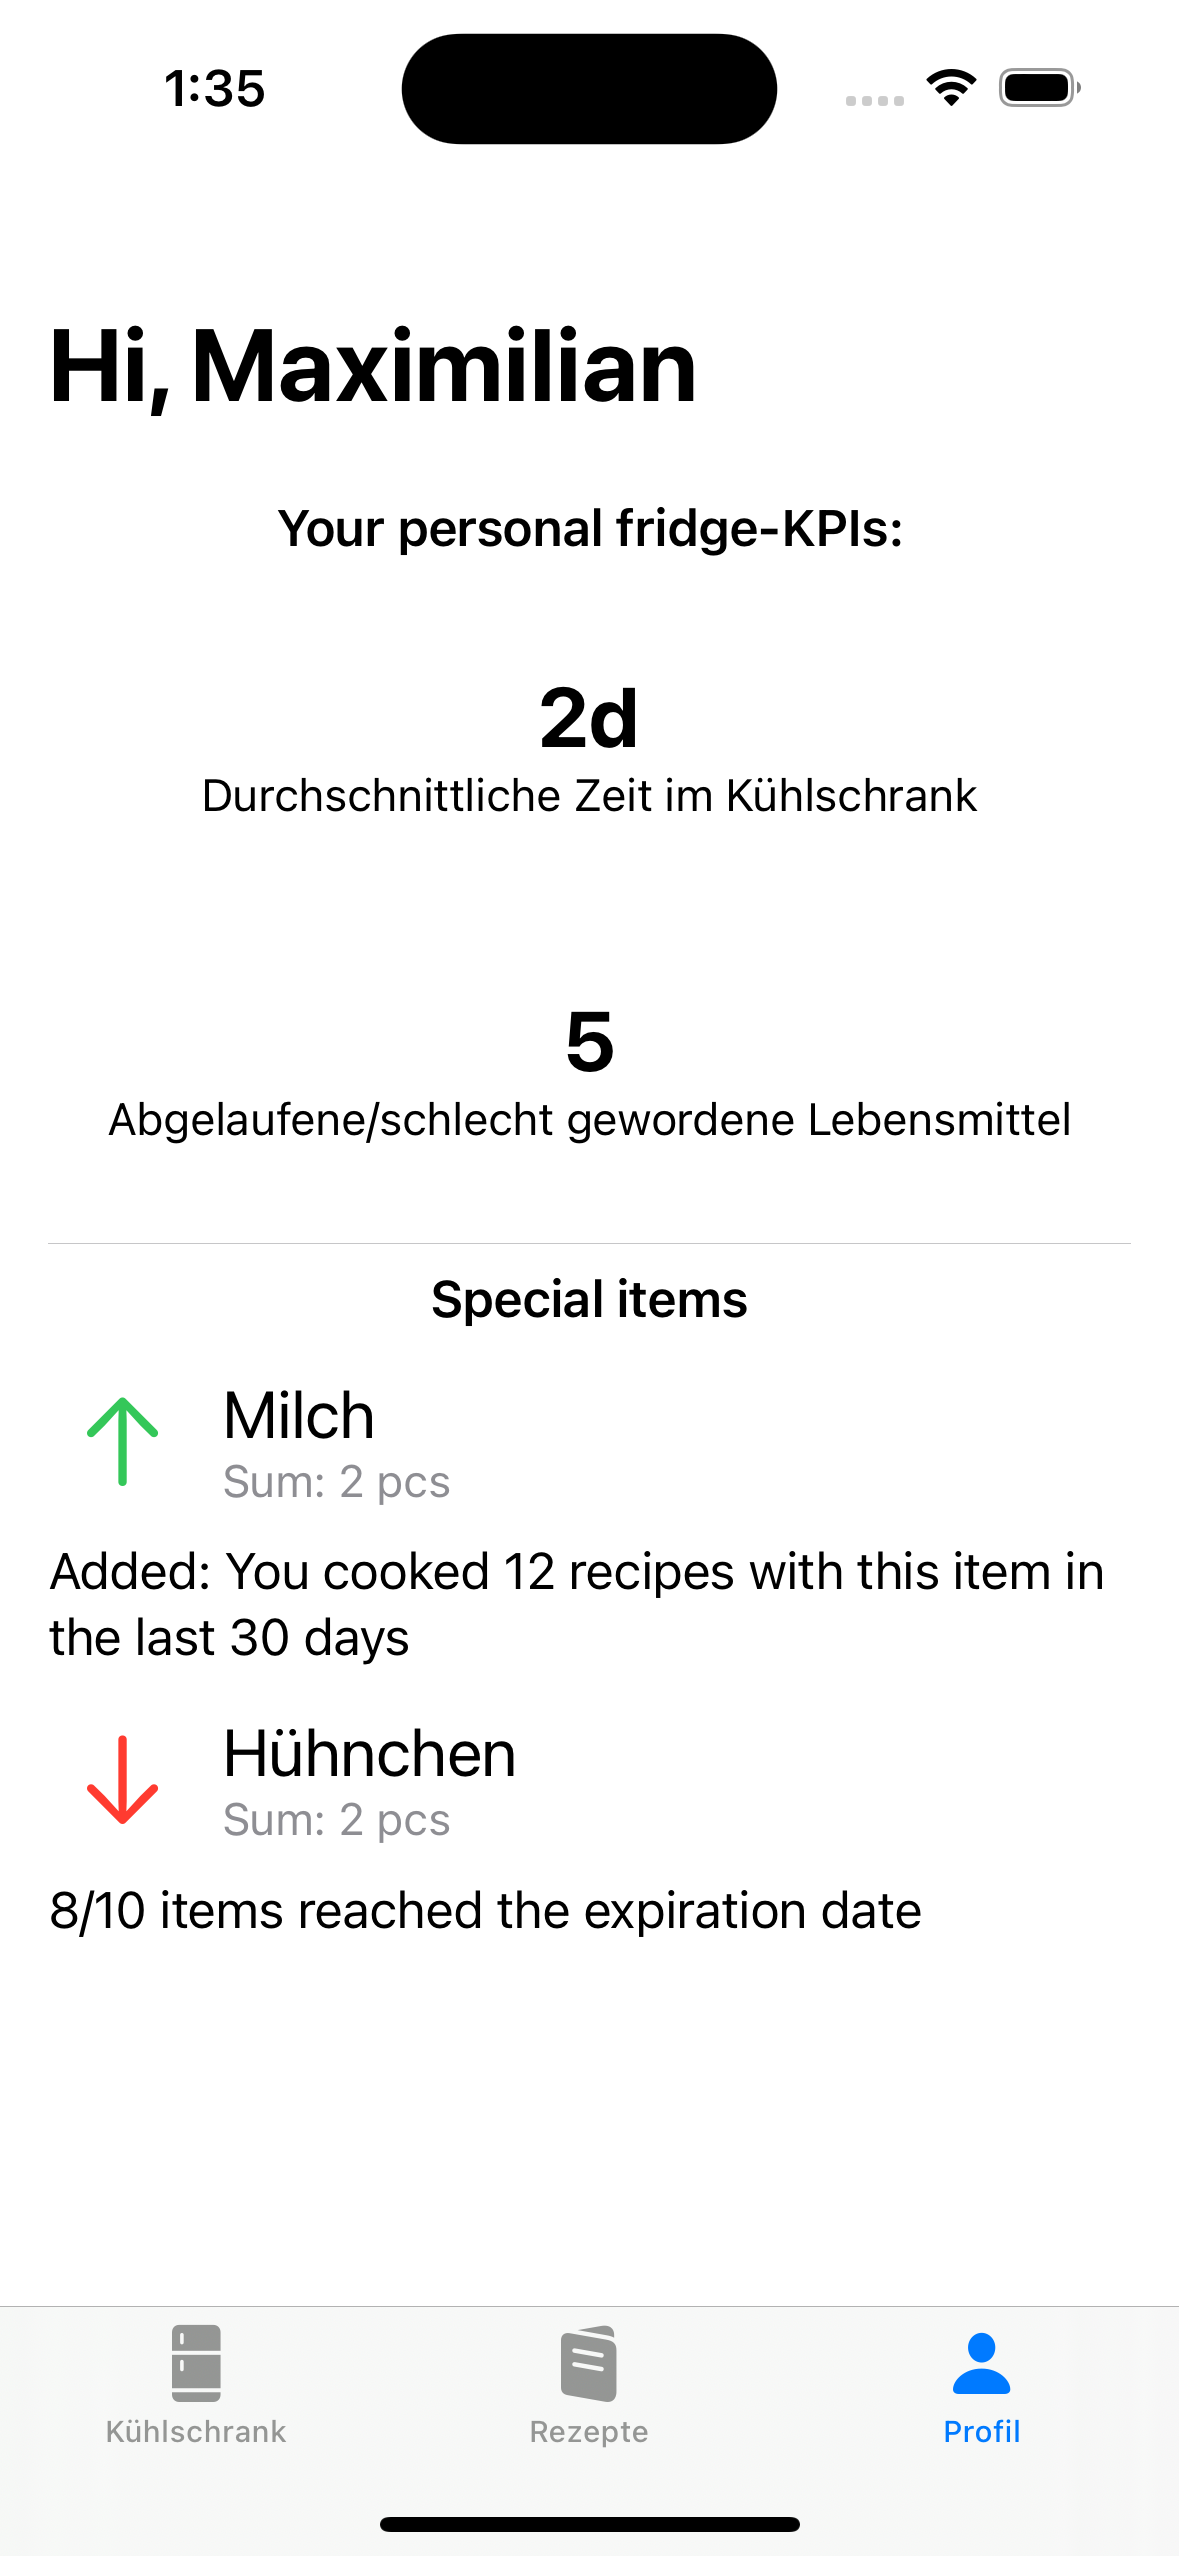 1:35
Hi, Maximilian
Your personal fridge-KPIs:
2d
Durchschnittliche Zeit im Kühlschrank
5
Abgelaufene/schlecht gewordene Lebensmittel
Special items
Milch
Sum: 2 pcs
Added: You cooked 12 recipes with this item in
the last 30 days
Hühnchen
Sum: 2 pcs
8/10 items reached the expiration date
Kühlschrank
Rezepte
Profil